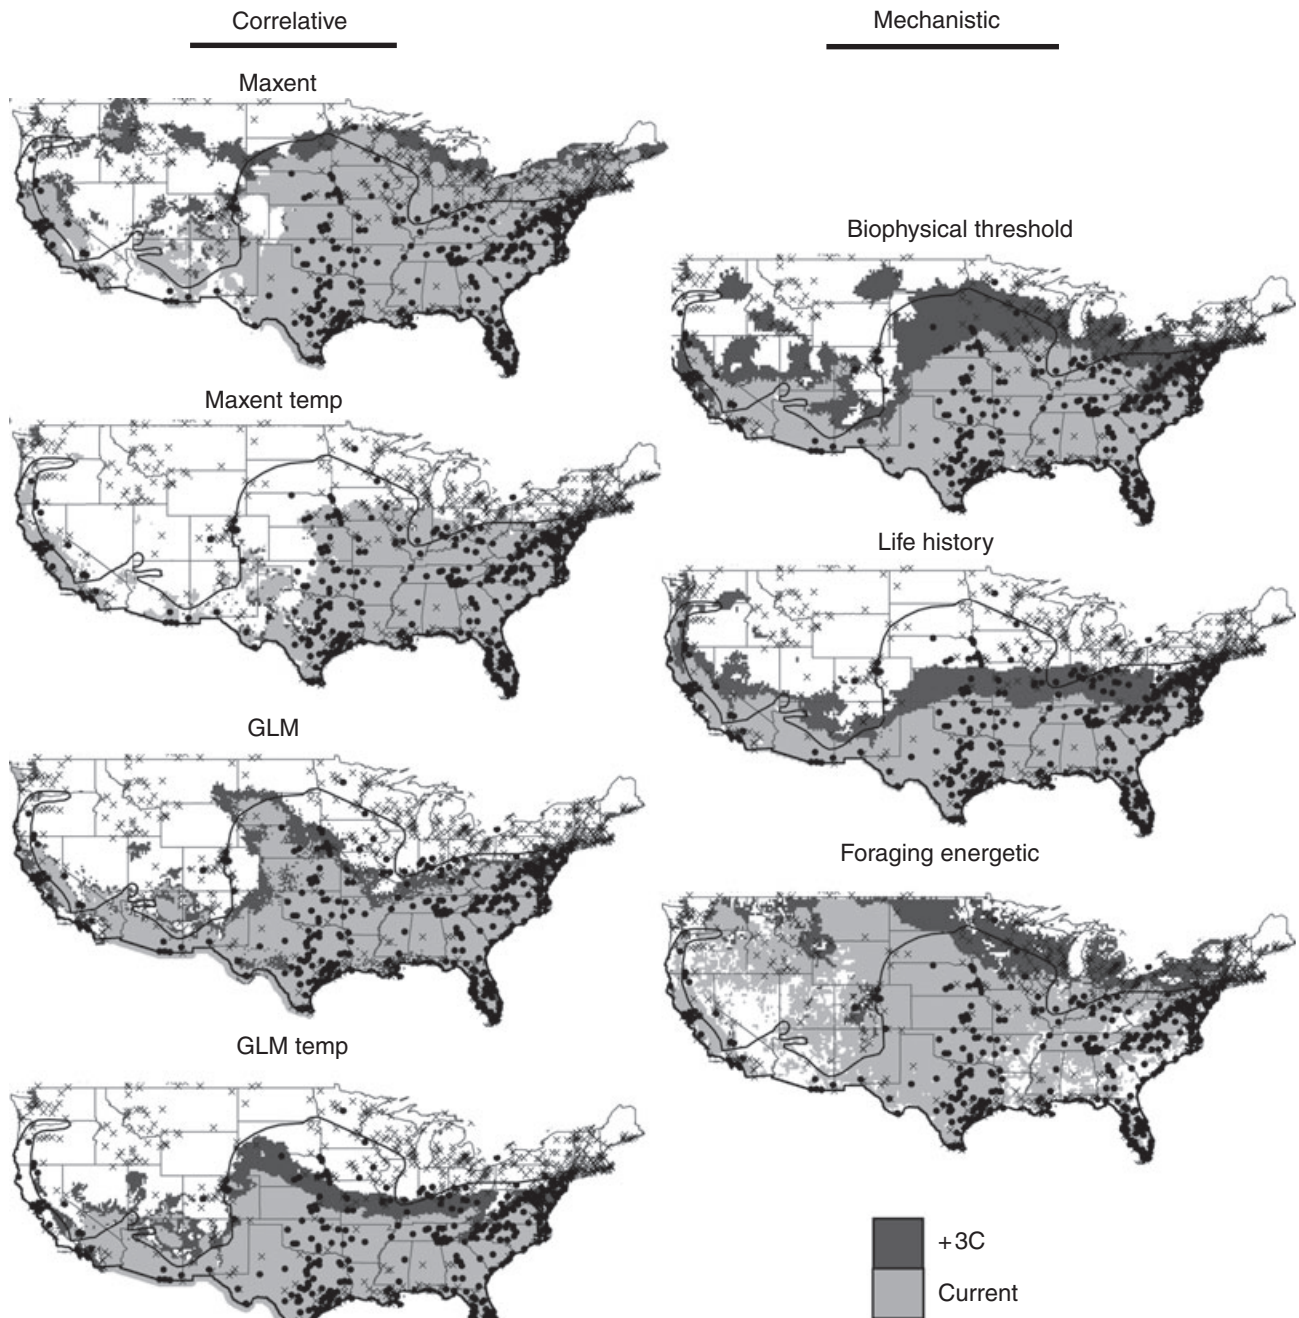 Correlative
Mechanistic
Maxent
Biophysical threshold
Maxent temp
Life history
GLM
Foraging energetic
GLM temp
+3C
Current